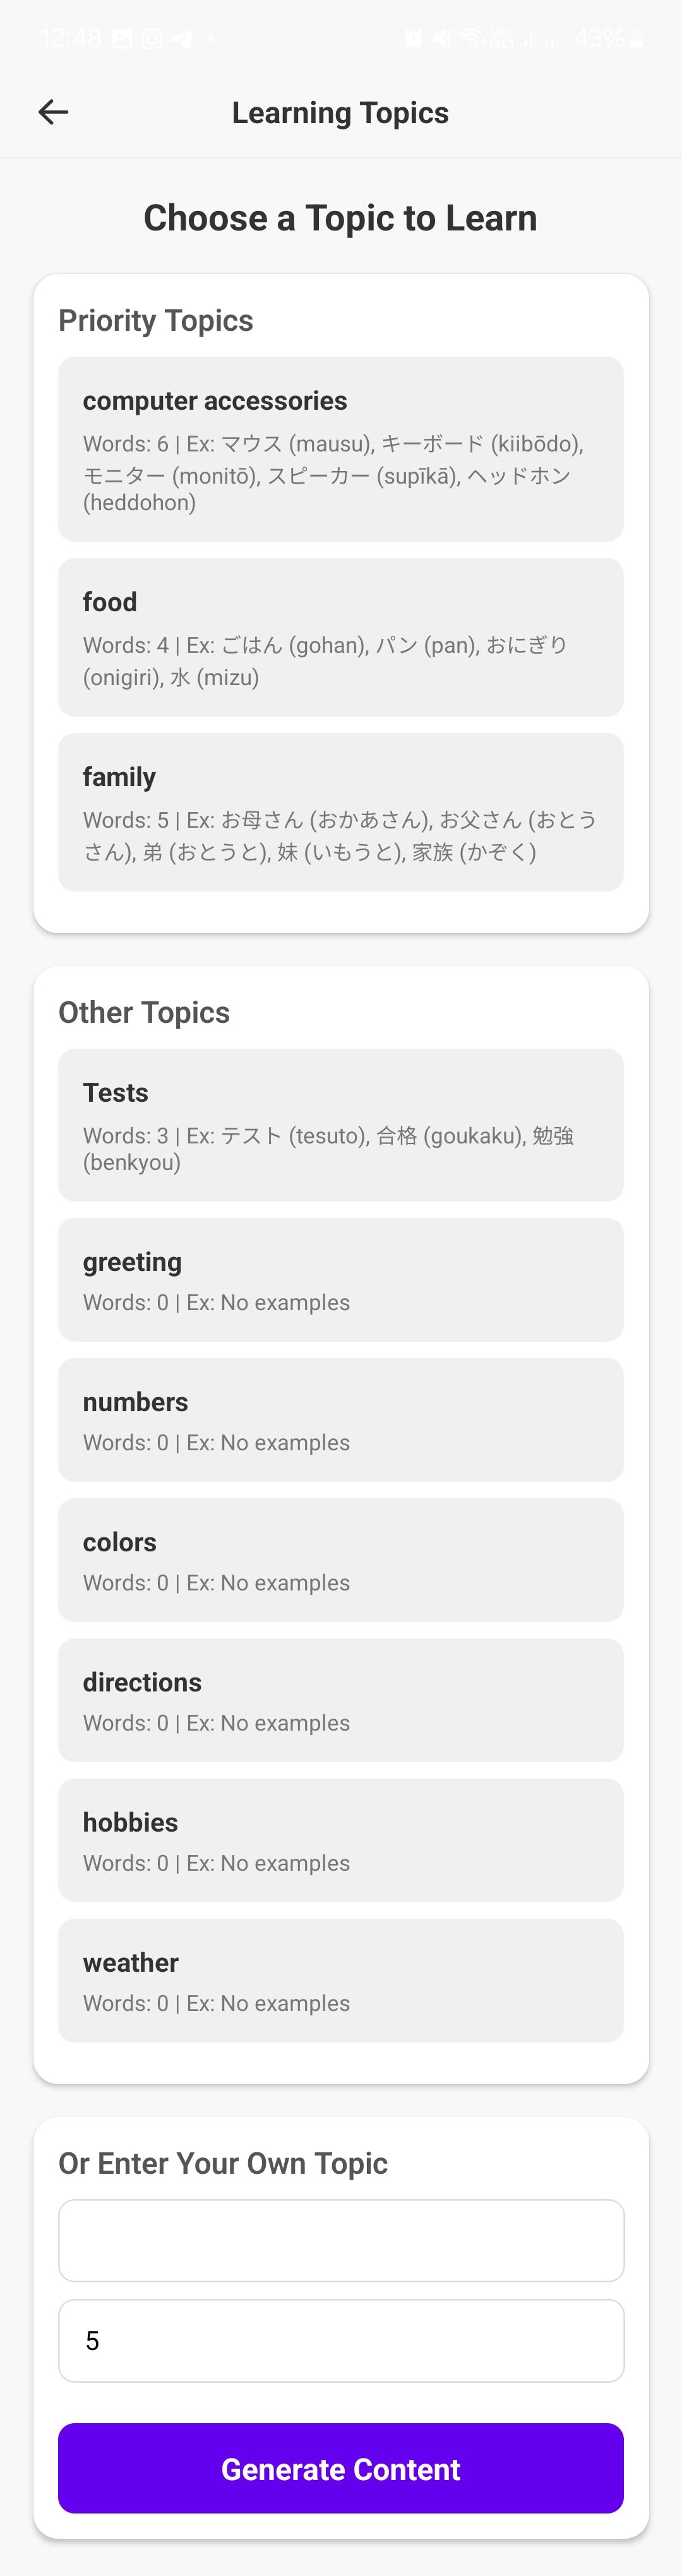 12:48
43%
Learning Topics
Choose a Topic to Learn
Priority Topics
computer accessories
Words: 6 | Ex: マウス (mausu), キーボード (kiibōdo),
モニター (monitō), スピーカー (supīkā), ヘッドホン
(heddohon)
food
Words: 4 | Ex: ごはん (gohan), パン (pan), おにぎり
(onigiri), 水 (mizu)
family
Words: 5 | Ex: お母さん (おかあさん), お父さん (おとう
さん), 弟 (おとうと), 妹 (いもうと), 家族 (かぞく)
Other Topics
Tests
Words: 3 | Ex: テスト (tesuto), 合格 (goukaku), 勉強
(benkyou)
greeting
Words: 0 | Ex: No examples
numbers
Words: 0 | Ex: No examples
colors
Words: 0 | Ex: No examples
directions
Words: 0 | Ex: No examples
hobbies
Words: 0 | Ex: No examples
weather
Words: 0 | Ex: No examples
Or Enter Your Own Topic
5
Generate Content